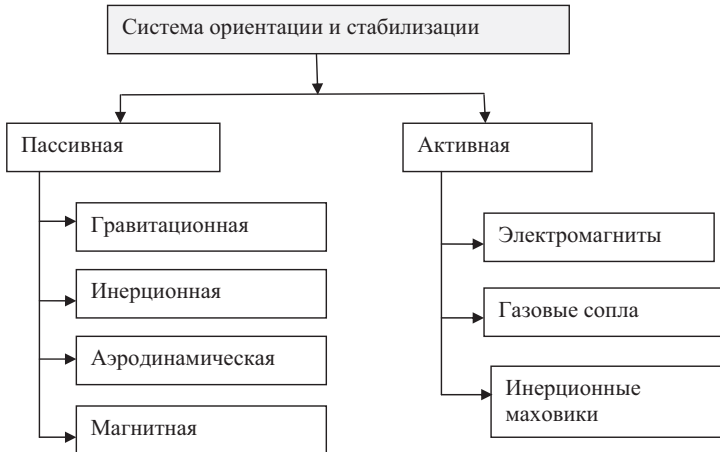 Система ориентации и стабилизации
Пассивная
Активная
Гравитационная
Инерционная
Аэродинамическая
Магнитная
Электромагниты
Газовые сопла
Инерционные
маховики